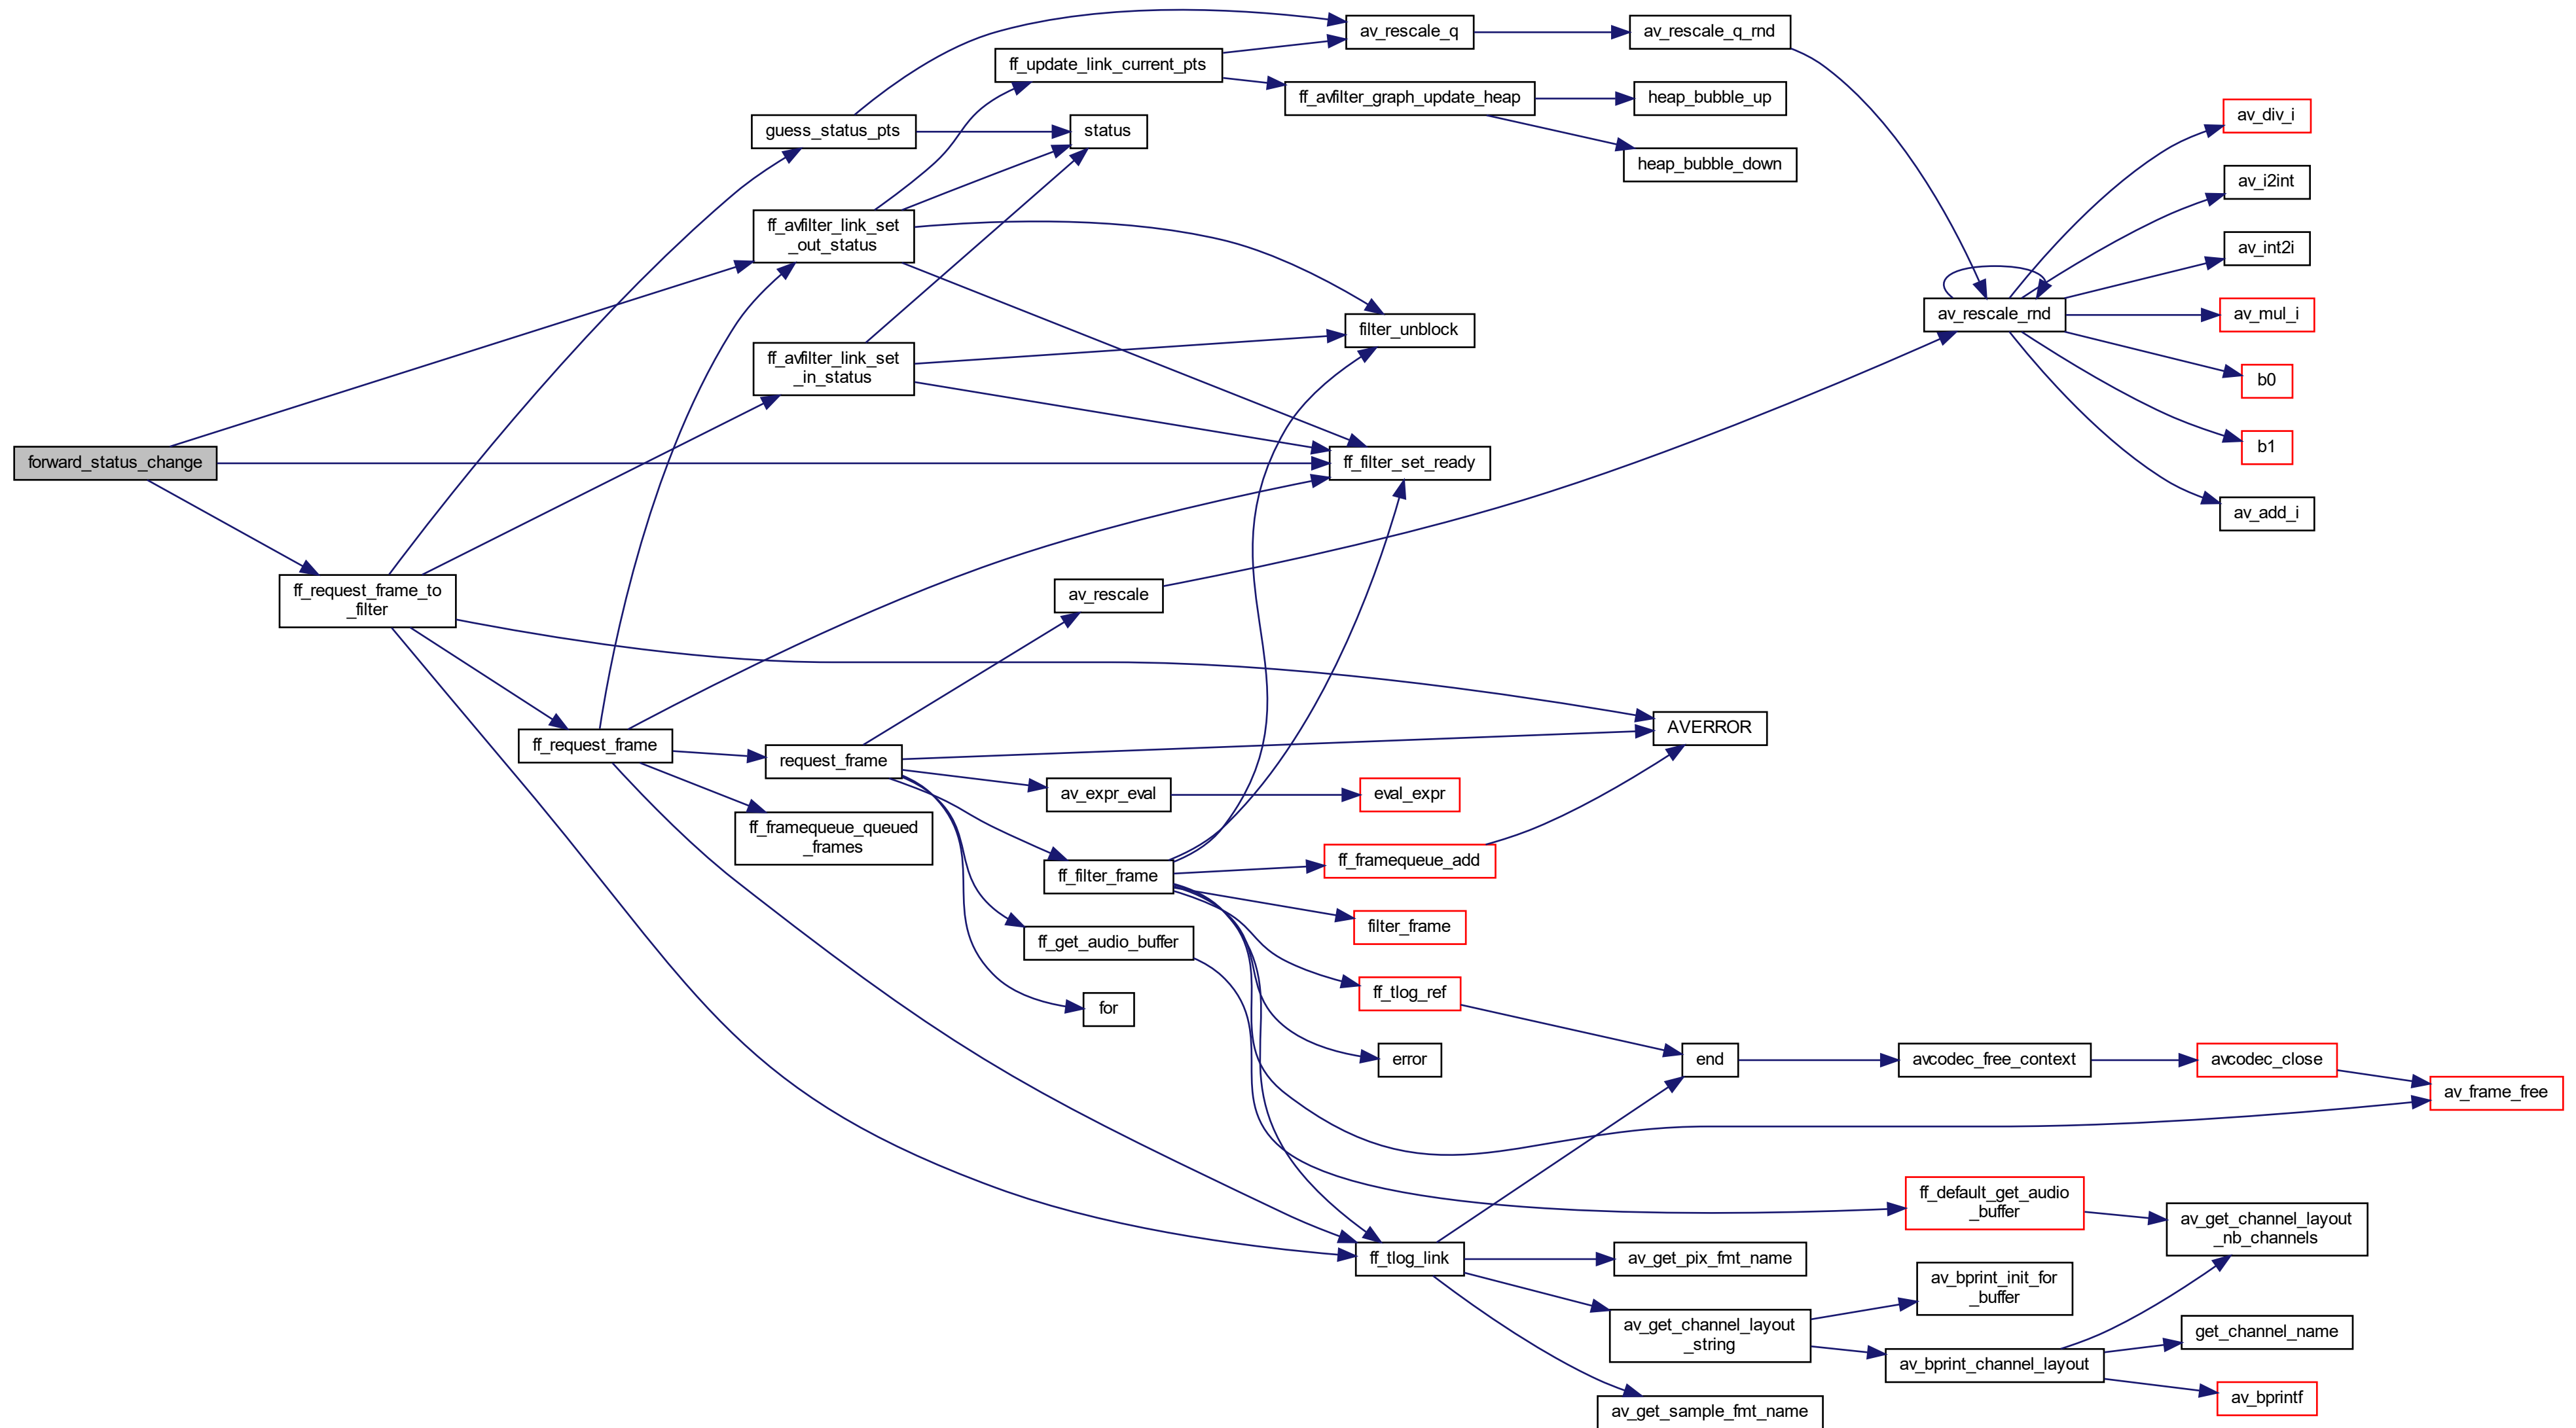 forward_status_change
ff_request_frame_to
_filter
ff_request_frame
guess_status_pts
ff_avfilter_link_set
_out_status
ff_avfilter_link_set
_in_status
request_frame
ff_framequeue_queued
_frames
ff_update_link_current_pts
status
av_rescale
av_expr_eval
ff_filter_frame
ff_get_audio_buffer
for
av_rescale_q
ff_avfilter_graph_update_heap
filter_unblock
ff_filter_set_ready
eval_expr
ff_framequeue_add
filter_frame
ff_tlog_ref
error
ff_tlog_link
av_rescale_q_rnd
heap_bubble_up
heap_bubble_down
AVERROR
end
av_get_pix_fmt_name
av_get_channel_layout
_string
av_get_sample_fmt_name
av_rescale_rnd
avcodec_free_context
ff_default_get_audio
_buffer
av_bprint_init_for
_buffer
av_bprint_channel_layout
av_div_i
av_i2int
av_int2i
av_mul_i
b0
b1
av_add_i
avcodec_close
av_get_channel_layout
_nb_channels
get_channel_name
av_bprintf
av_frame_free